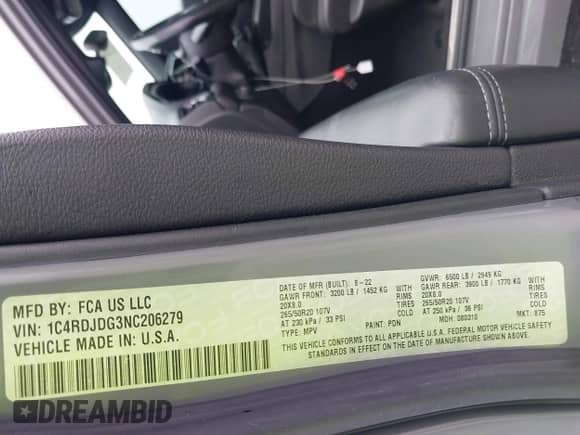 MFD BY: FCA US LLC
VIN: 1C4RDJDG3NC206279
VEHICLE MADE IN: U.S.A.
DATE OF MFR (BUILT): 8-22
GAWR FRONT: 3200 LB / 1452 KG WITH
20X8.0 RIMS
265/50R20 107V TIRES
AT 230 kPa / 33 PSI COLD
TYPE: MPV PAINT: PDN
GVWR: 6500 LB / 2949 KG
GAWR REAR: 3900 LB / 1770 KG WITH
20X8.0 RIMS
265/50R20 107V TIRES
AT 250 kPa / 36 PSI COLD
MDH: 080310 MKT: 875
THIS VEHICLE CONFORMS TO ALL APPLICABLE U.S.A. FEDERAL MOTOR VEHICLE SAFETY
STANDARDS IN EFFECT ON THE DATE OF MANUFACTURE SHOWN ABOVE.
DREAMBID